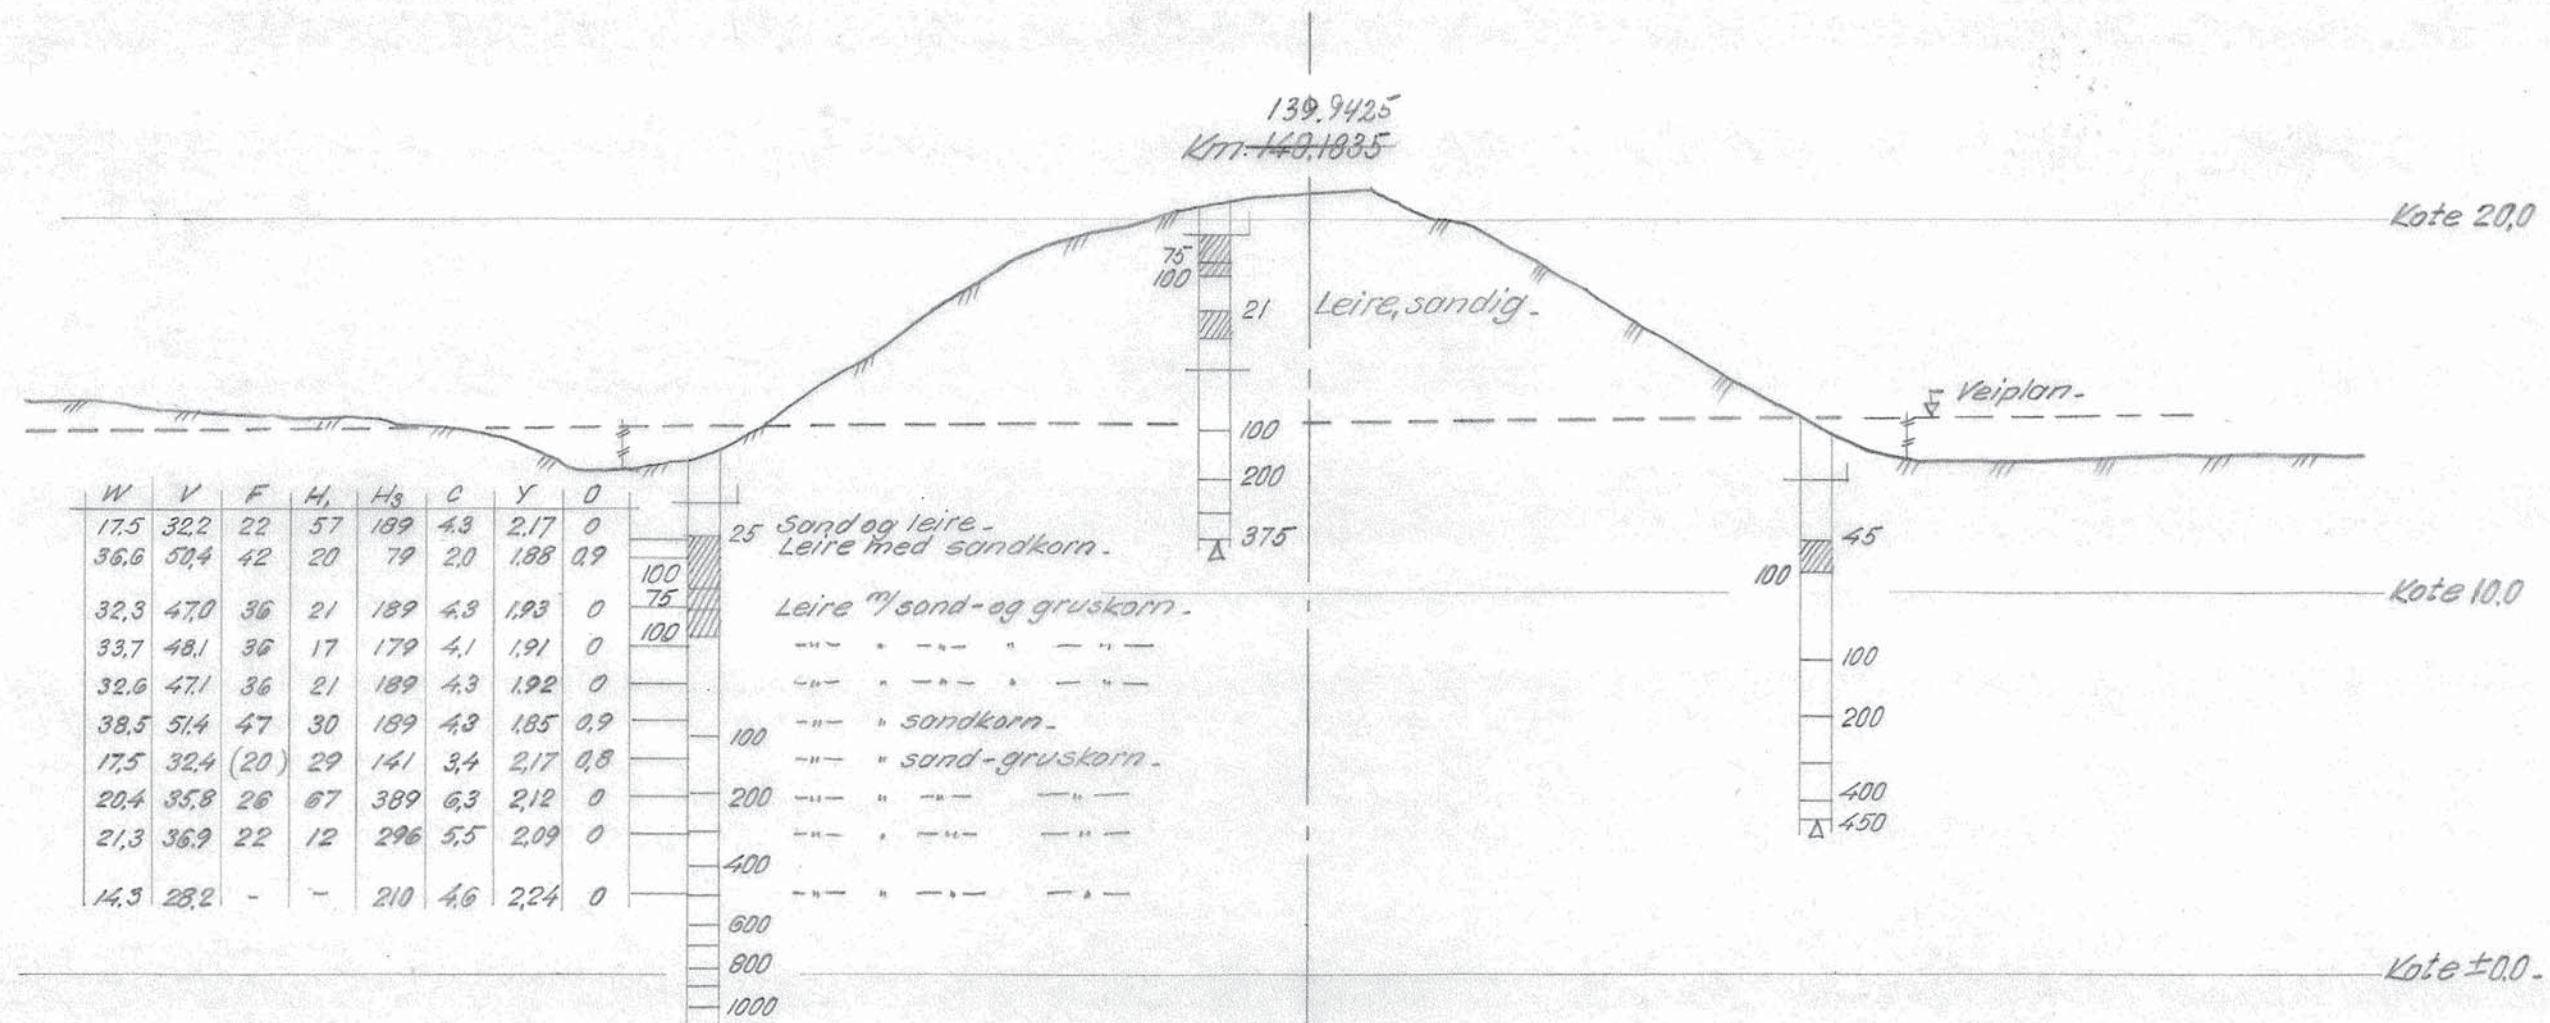 139.9425
Km. 140.1835
Kote 20,0
75
100
21 Leire, sandig.
Veiplan.
100
200
375
W V F H1 H3 C Y O
17.5 32.2 22 57 189 4.3 2.17 0
36,6 50,4 42 20 79 2,0 1.88 0,9
32,3 47,0 36 21 189 4.3 1,93 0
33,7 48,1 36 17 179 4,1 1,91 0
32,6 47,1 36 21 189 4,3 1.92 0
38,5 51,4 47 30 189 4,3 1,85 0,9
17,5 32,4 (20) 29 141 3,4 2,17 0,8
20,4 35,8 26 67 389 6,3 2,12 0
21,3 36,9 22 12 296 5,5 2,09 0
14,3 28,2 - - 210 4,6 2,24 0
100
75
100
25
Sand og leire.
Leire med sandkorn.
Leire m/sand-og gruskorn.
-"- " -"- " -"-
-"- " -"- " -"-
-"- " sandkorn.
-"- " sand-gruskorn.
-"- " -"- -"-
-"- " -"- -"-
-"- " -"- -"-
100
200
400
600
800
1000
45
100
100
200
400
450
Kote 10,0
Kote ±0,0.